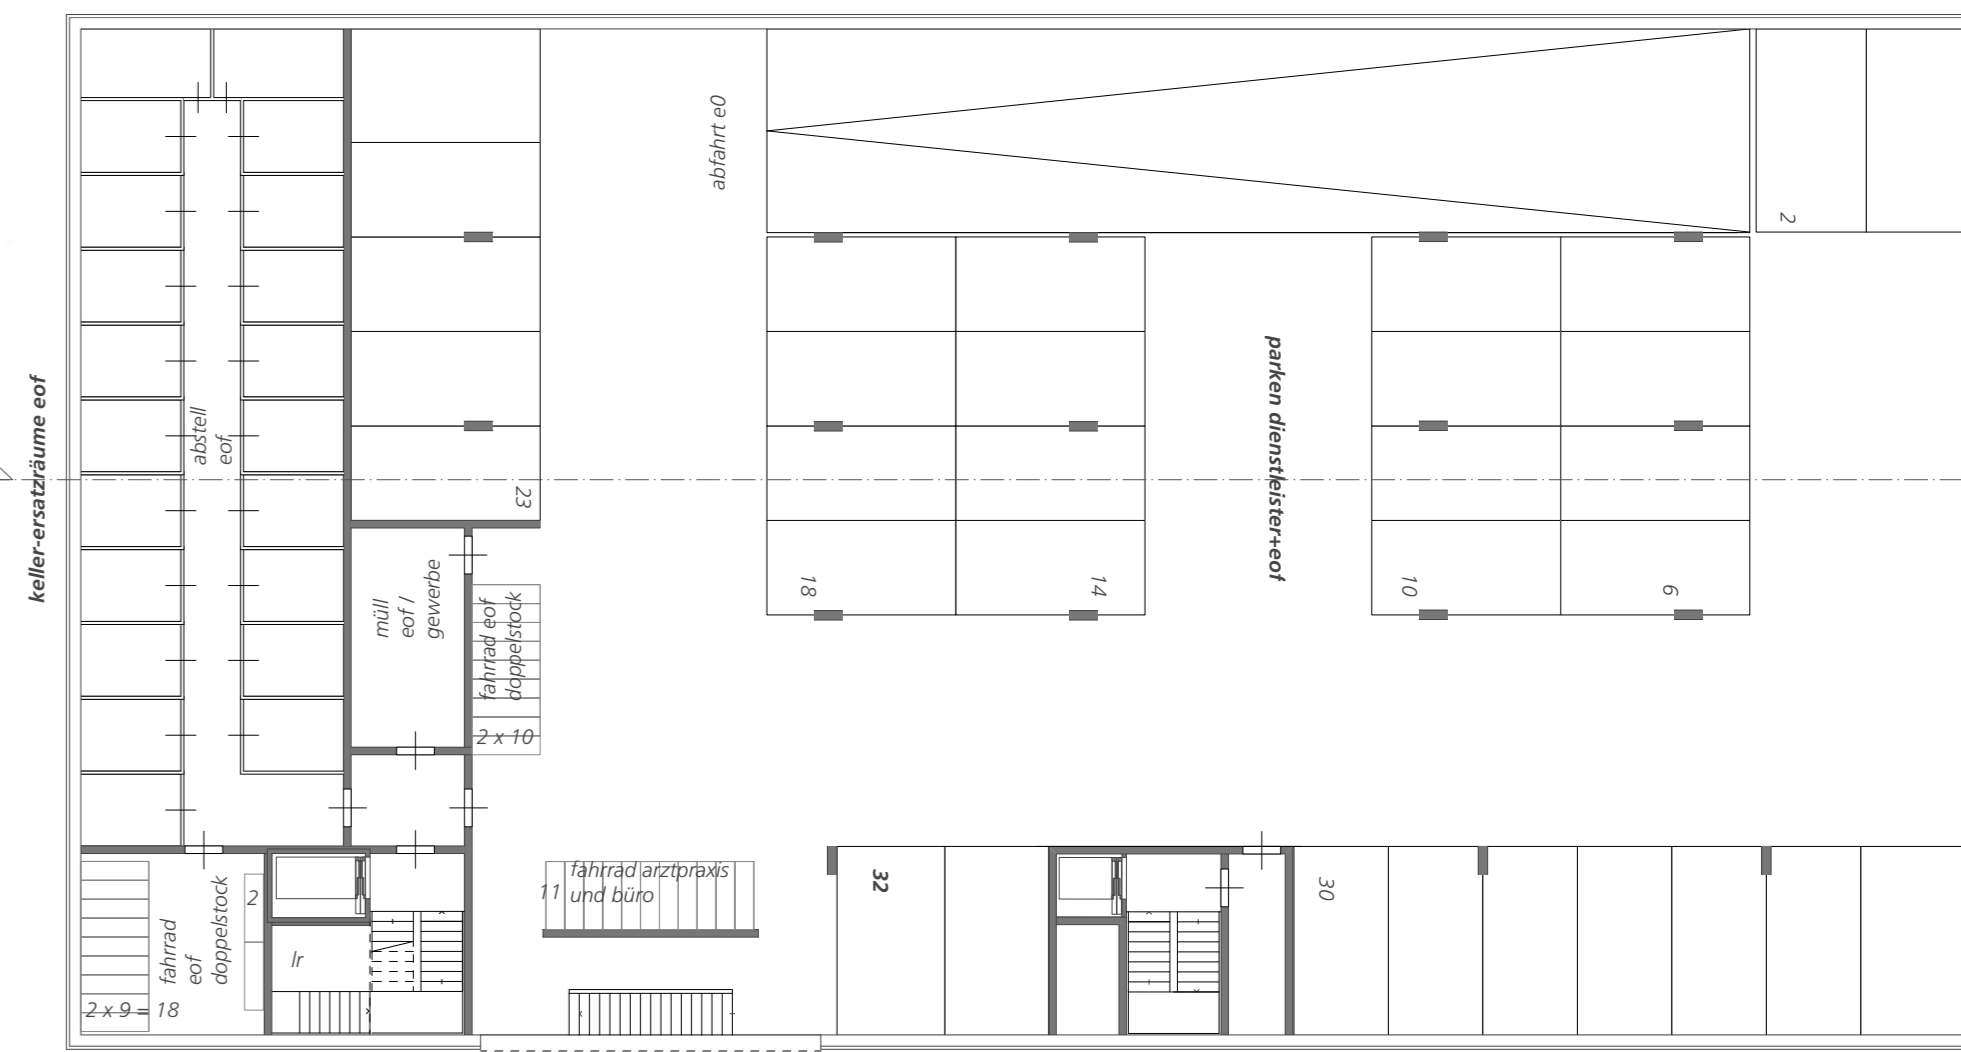 keller-ersatzräume eof
abstell
eof
23
müll
eof /
gewerbe
fahrrad eof
doppelstock
2 x 10
abfahrt e0
2
18
14
parken dienstleister+eof
10
6
fahrrad
eof
doppelstock
2
2 x 9 = 18
lr
11
fahrrad arztpraxis
und büro
32
30